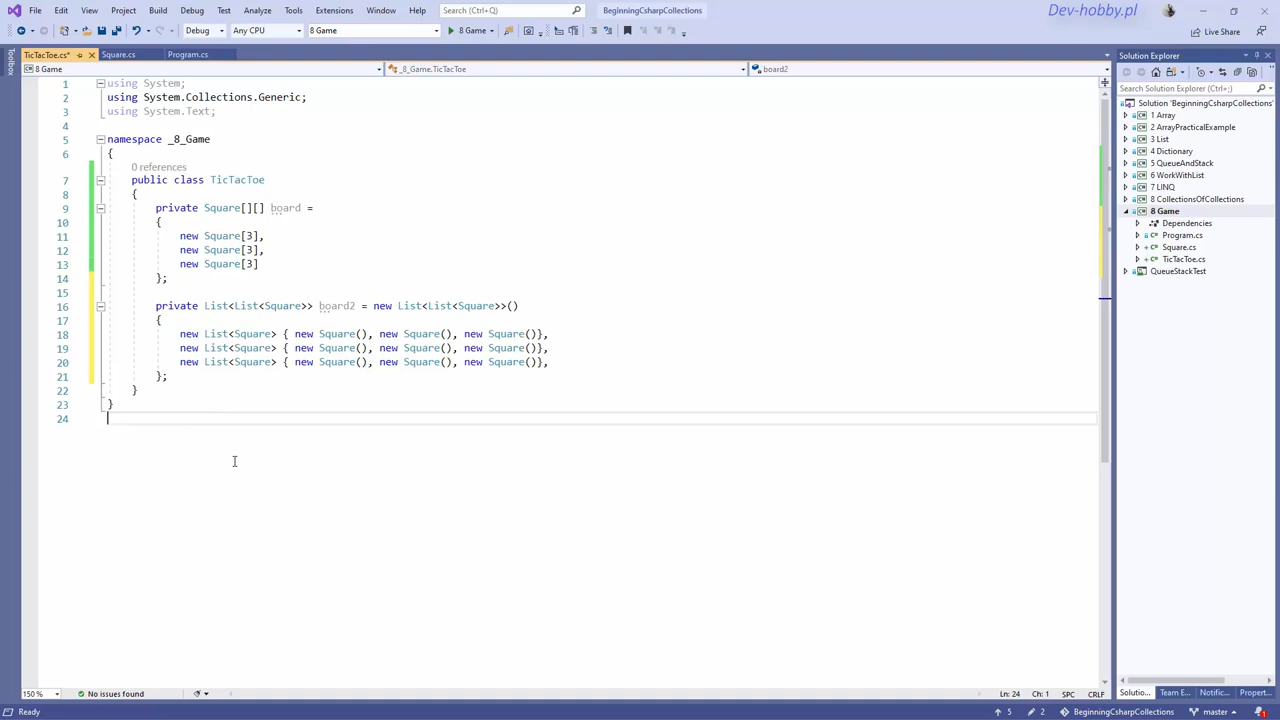 File Edit View Project Build Debug Test Analyze Tools Extensions Window Help Search (Ctrl+Q) BeginningCsharpCollections Dev-hobby.pl
Debug Any CPU 8 Game 8 Game Live Share
TicTacToe.cs* Square.cs Program.cs
8 Game _8_Game.TicTacToe board2
Toolbox
1 using System;
2 using System.Collections.Generic;
3 using System.Text;
4
5 namespace _8_Game
6 {
0 references
7 public class TicTacToe
8 {
9 private Square[][] board =
10 {
11 new Square[3],
12 new Square[3],
13 new Square[3]
14 };
15
16 private List<List<Square>> board2 = new List<List<Square>>()
17 {
18 new List<Square> { new Square(), new Square(), new Square()},
19 new List<Square> { new Square(), new Square(), new Square()},
20 new List<Square> { new Square(), new Square(), new Square()},
21 };
22 }
23 }
24
150 % No issues found Ln: 24 Ch: 1 SPC CRLF
Solution Explorer
Search Solution Explorer (Ctrl+;)
Solution 'BeginningCsharpCollections'
1 Array
2 ArrayPracticalExample
3 List
4 Dictionary
5 QueueAndStack
6 WorkWithList
7 LINQ
8 CollectionsOfCollections
8 Game
Dependencies
Program.cs
Square.cs
TicTacToe.cs
QueueStackTest
Solutio... Team E... Notific... Propert...
Ready 5 2 BeginningCsharpCollections master 1